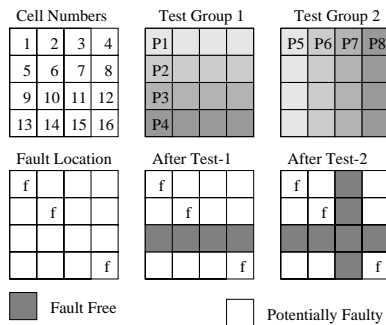 Cell Numbers Test Group 1 Test Group 2
1 2 3 4 P1 P5 P6 P7 P8
5 6 7 8 P2
9 10 11 12 P3
13 14 15 16 P4
Fault Location After Test-1 After Test-2
f f f
f f f
f f f
Fault Free Potentially Faulty